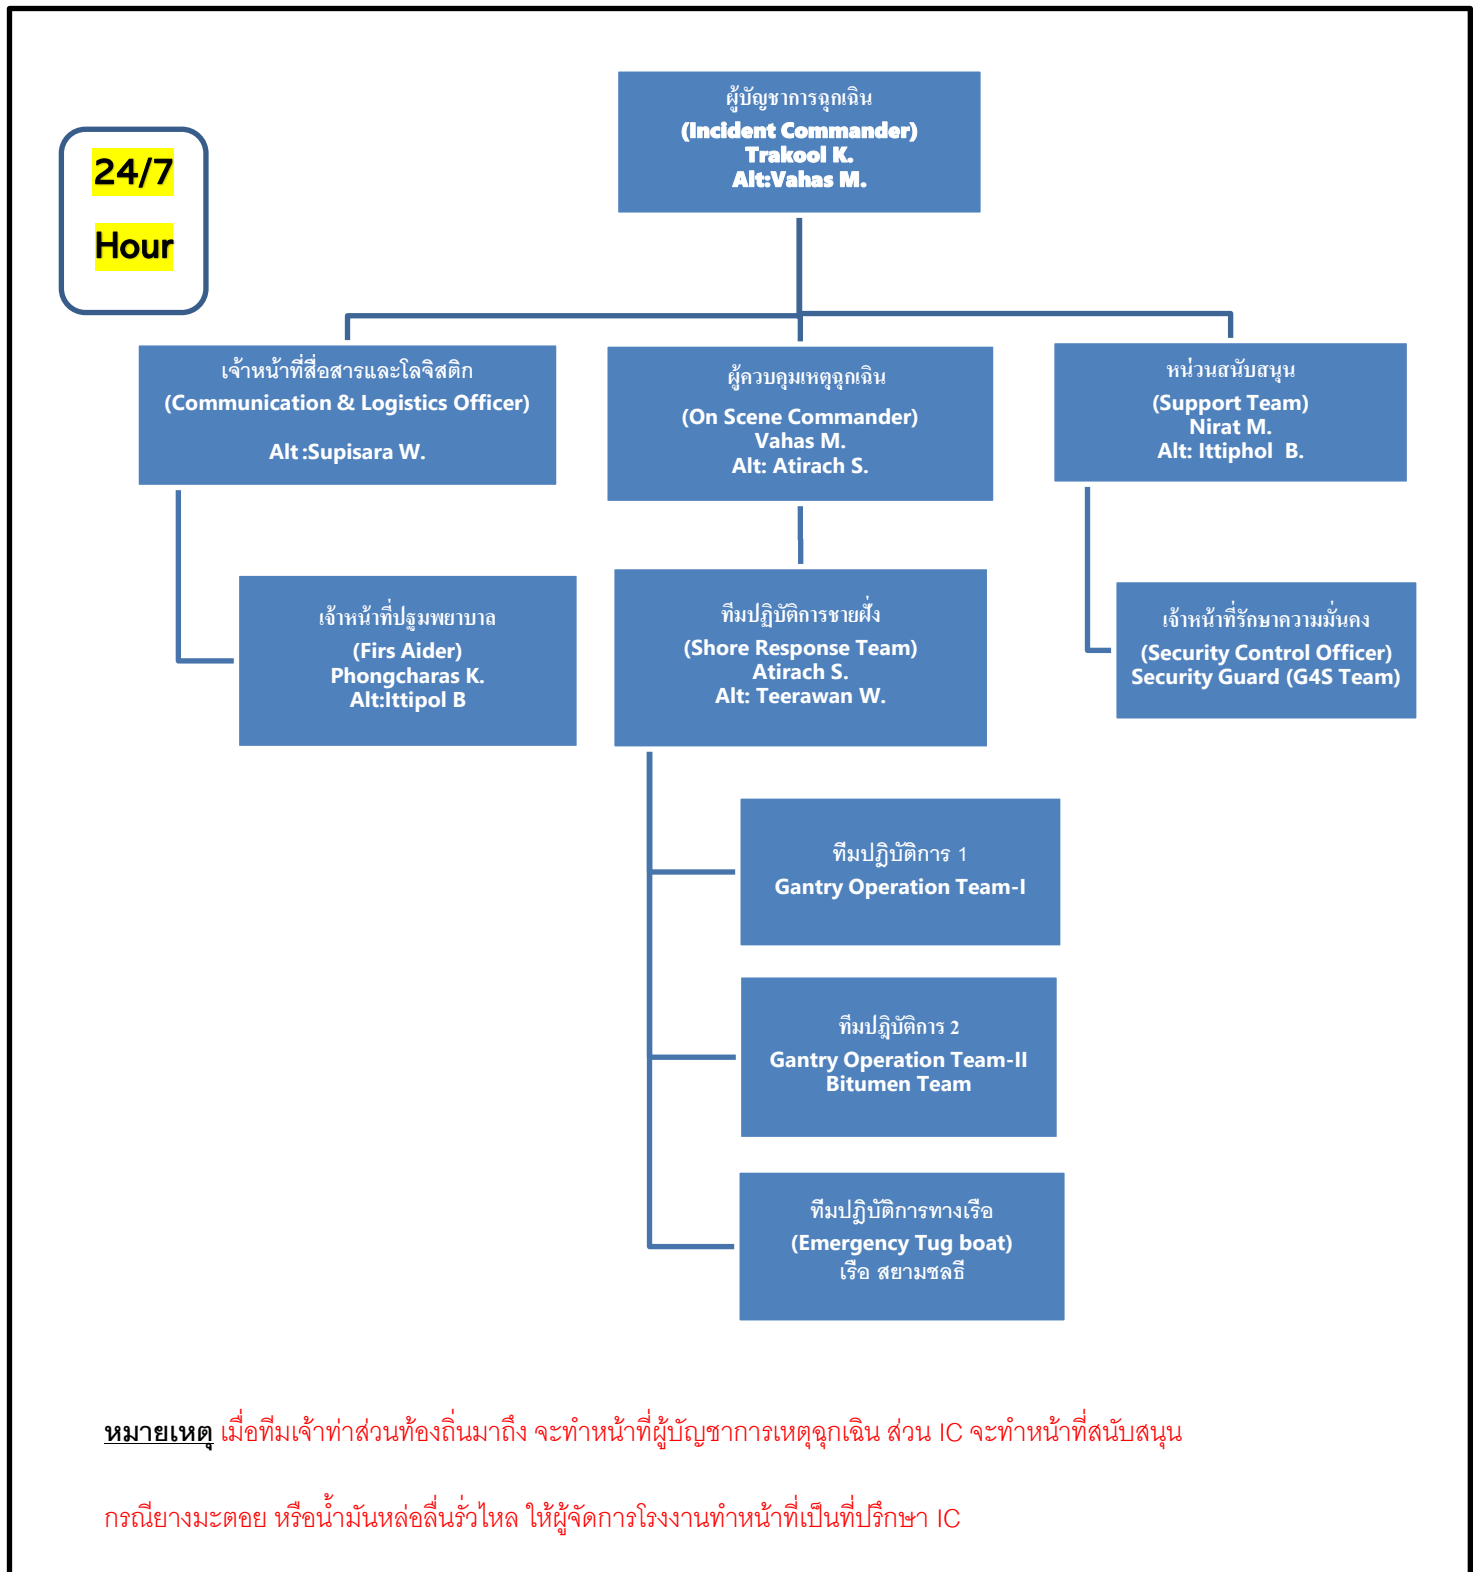 24/7
Hour
ผู้บัญชาการฉุกเฉิน
(Incident Commander)
Trakool K.
Alt:Vahas M.
เจ้าหน้าที่สื่อสารและโลจิสติก
(Communication & Logistics Officer)
Alt :Supisara W.
ผู้ควบคุมเหตุฉุกเฉิน
(On Scene Commander)
Vahas M.
Alt: Atirach S.
หน่วนสนับสนุน
(Support Team)
Nirat M.
Alt: Ittiphol B.
เจ้าหน้าที่ปฐมพยาบาล
(Firs Aider)
Phongcharas K.
Alt:Ittipol B
ทีมปฏิบัติการชายฝั่ง
(Shore Response Team)
Atirach S.
Alt: Teerawan W.
เจ้าหน้าที่รักษาความมั่นคง
(Security Control Officer)
Security Guard (G4S Team)
ทีมปฎิบัติการ 1
Gantry Operation Team-I
ทีมปฎิบัติการ 2
Gantry Operation Team-II
Bitumen Team
ทีมปฎิบัติการทางเรือ
(Emergency Tug boat)
เรือ สยามชลธี
หมายเหตุ เมื่อทีมเจ้าท่าส่วนท้องถิ่นมาถึง จะทำหน้าที่ผู้บัญชาการเหตุฉุกเฉิน ส่วน IC จะทำหน้าที่สนับสนุน
กรณียางมะตอย หรือน้ำมันหล่อลื่นรั่วไหล ให้ผู้จัดการโรงงานทำหน้าที่เป็นที่ปรึกษา IC